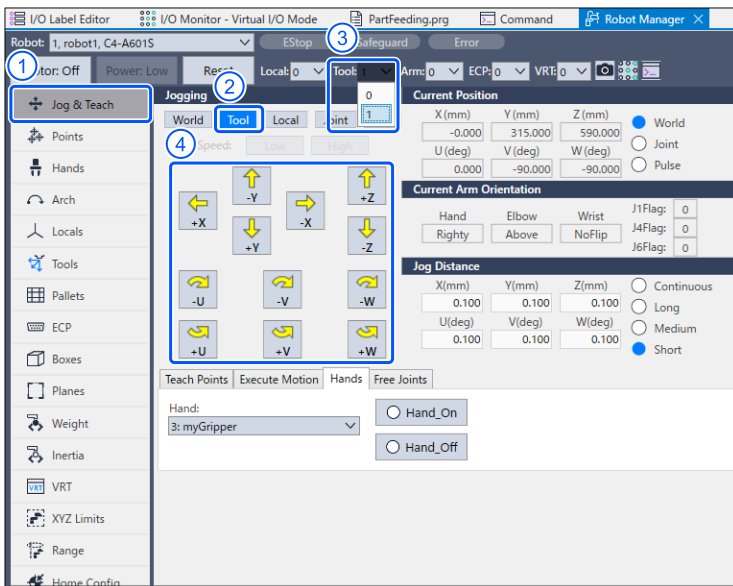 I/O Label Editor I/O Monitor - Virtual I/O Mode PartFeeding.prg Command Robot Manager
Robot: 1, robot1, C4-A601S EStop Safeguard Error
1 2 3 4
Motor: Off Power: Low Reset Local: 0 Tool: 1 Arm: 0 ECP: 0 VRT: 0
0
1
Jog & Teach
Points
Hands
Arch
Locals
Tools
Pallets
ECP
Boxes
Planes
Weight
Inertia
VRT
XYZ Limits
Range
Home Config
Jogging
World Tool Local Joint
Speed: Low High
-Y +Z
+X -X
+Y -Z
-U -V -W
+U +V +W
Current Position
X (mm) Y (mm) Z (mm)
-0.000 315.000 590.000
U (deg) V (deg) W (deg)
0.000 -90.000 -90.000
World
Joint
Pulse
Current Arm Orientation
Hand Elbow Wrist
Righty Above NoFlip
J1Flag: 0
J4Flag: 0
J6Flag: 0
Jog Distance
X(mm) Y(mm) Z(mm)
0.100 0.100 0.100
U(deg) V(deg) W(deg)
0.100 0.100 0.100
Continuous
Long
Medium
Short
Teach Points Execute Motion Hands Free Joints
Hand:
3: myGripper
Hand_On
Hand_Off